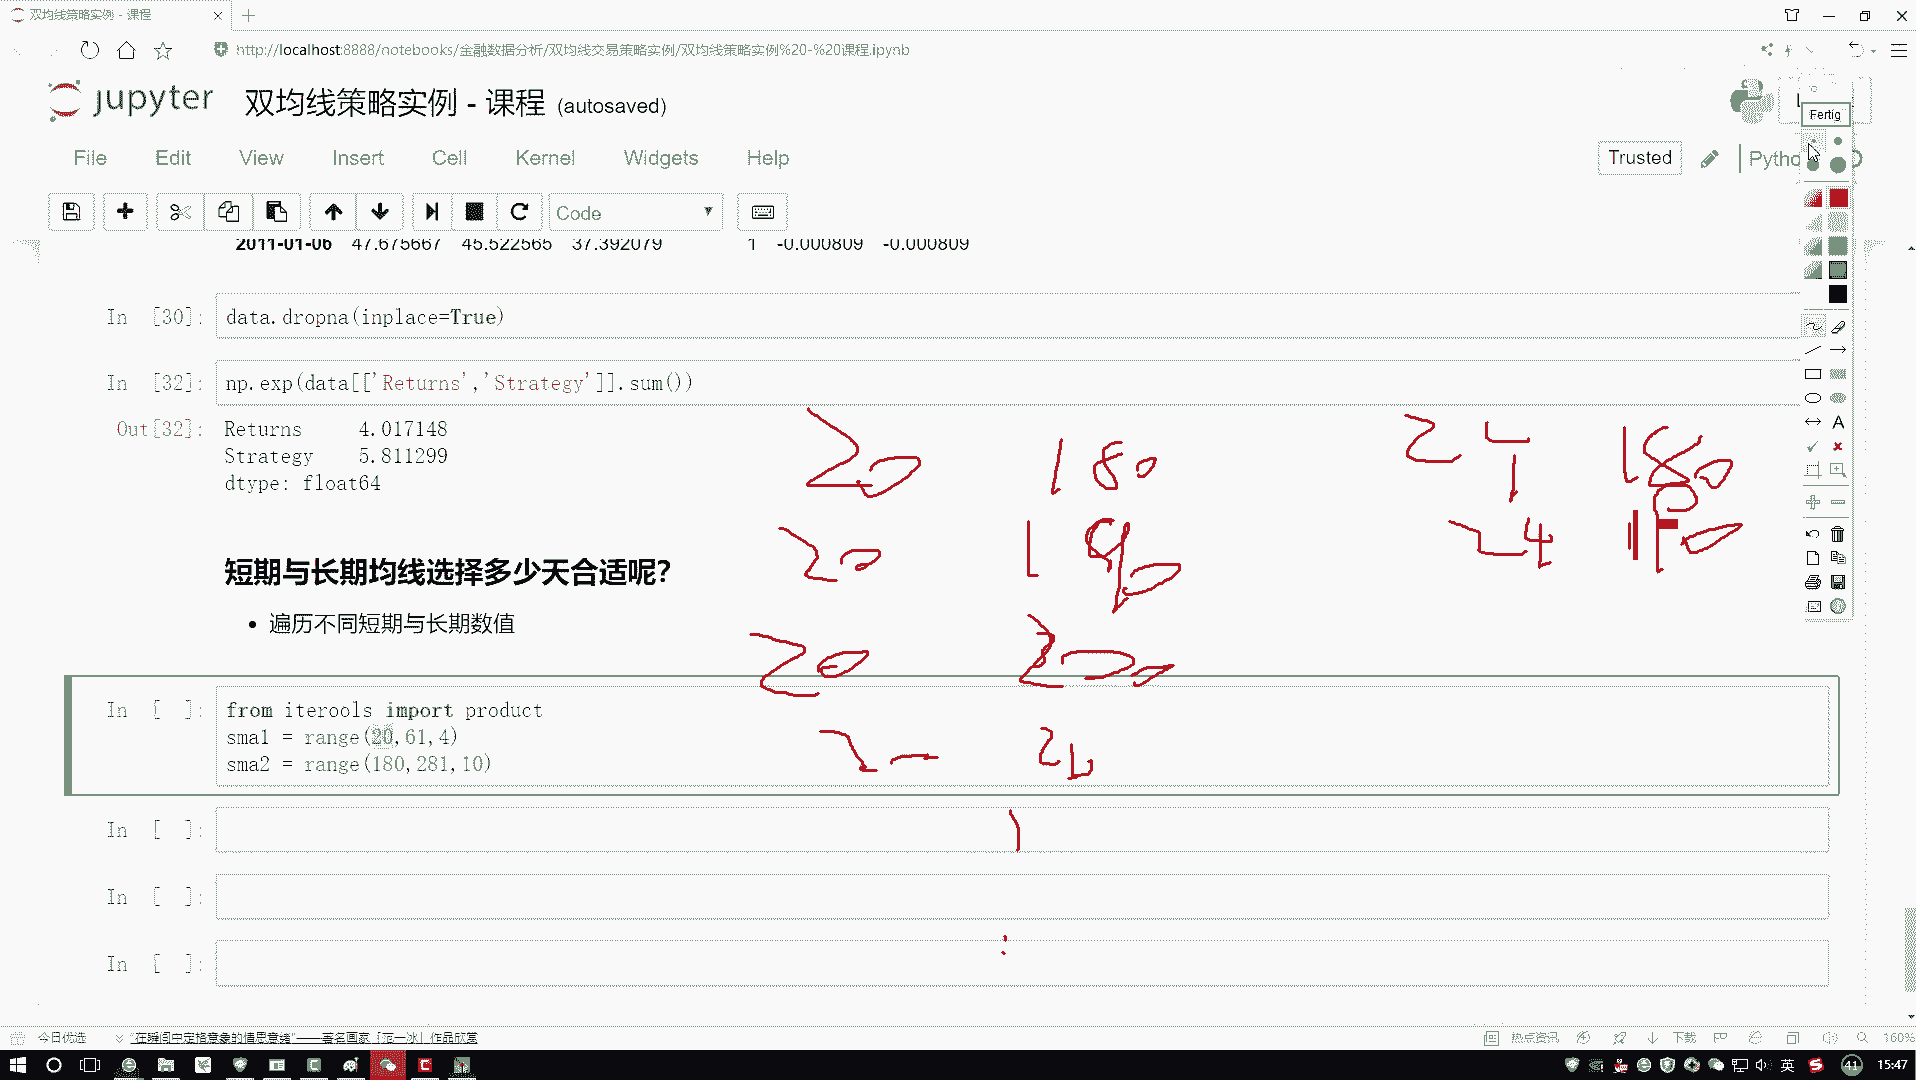 双均线策略实例 - 课程
http://localhost:8888/notebooks/金融数据分析/双均线交易策略实例/双均线策略实例%20-%20课程.ipynb
jupyter 双均线策略实例 - 课程 (autosaved)
Fertig
File Edit View Insert Cell Kernel Widgets Help
Trusted Pytho
Code
2011-01-06 47.675667 45.522565 37.392079 1 -0.000809 -0.000809
In [30]: data.dropna(inplace=True)
In [32]: np.exp(data[['Returns','Strategy']].sum())
Out[32]: Returns 4.017148
Strategy 5.811299
dtype: float64
20 180
24 180
20 190
24
短期与长期均线选择多少天合适呢?
遍历不同短期与长期数值
20 200
In [ ]: from iterools import product
sma1 = range(20,61,4)
sma2 = range(180,281,10)
In [ ]:
In [ ]:
In [ ]:
今日优选 "在瞬间中定格意象的情思意绪"——著名画家「范一冰」作品欣赏
热点资讯 下载 160%
英 41 15:47